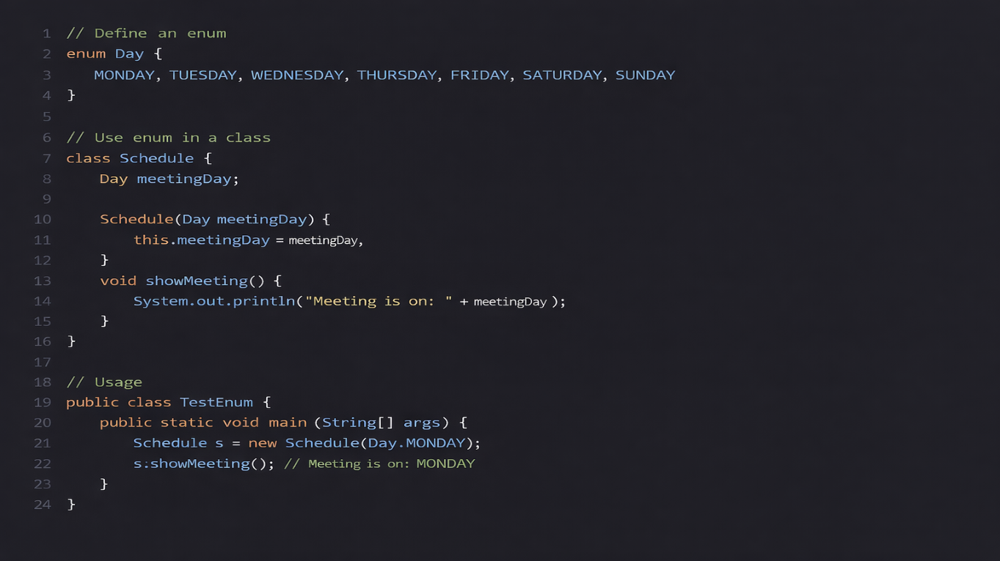 1 // Define an enum
2 enum Day {
3 MONDAY, TUESDAY, WEDNESDAY, THURSDAY, FRIDAY, SATURDAY, SUNDAY
4 }
5
6 // Use enum in a class
7 class Schedule {
8 Day meetingDay;
9
10 Schedule(Day meetingDay) {
11 this.meetingDay = meetingDay,
12 }
13 void showMeeting() {
14 System.out.println("Meeting is on: " + meetingDay );
15 }
16 }
17
18 // Usage
19 public class TestEnum {
20 public static void main (String[] args) {
21 Schedule s = new Schedule(Day.MONDAY);
22 s.showMeeting(); // Meeting is on: MONDAY
23 }
24 }